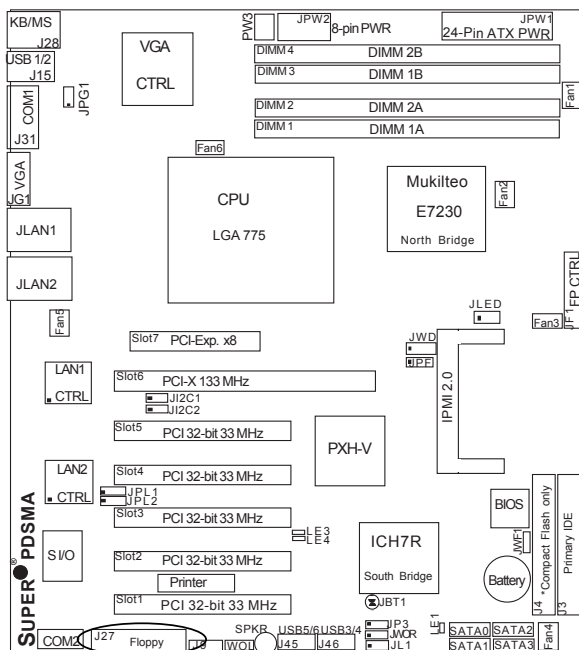 KB/MS
J28
USB 1/2
J15
COM1
J31
VGA
JG1
JLAN1
JLAN2
Fan5
JPG1
VGA
CTRL
PW3
JPW2
8-pin PWR
JPW1
24-Pin ATX PWR
DIMM 4 DIMM 2B
DIMM 3 DIMM 1B
DIMM 2 DIMM 2A
DIMM 1 DIMM 1A
Fan1
Fan6
CPU
LGA 775
Mukilteo
E7230
North Bridge
Fan2
FP CTRL
JF1
Fan3
JLED
JWD
IPF
IPMI 2.0
Slot7 PCI-Exp. x8
LAN1
CTRL
Slot6 PCI-X 133 MHz
JI2C1
JI2C2
Slot5 PCI 32-bit 33 MHz
PXH-V
LAN2
CTRL
Slot4 PCI 32-bit 33 MHz
JPL1
JPL2
Slot3 PCI 32-bit 33 MHz
LE3
LE4
S I/O
Slot2 PCI 32-bit 33 MHz
Printer
Slot1 PCI 32-bit 33 MHz
ICH7R
South Bridge
JBT1
BIOS
JWF1
Battery
*Compact Flash only
J4
Primary IDE
J3
SUPER® PDSMA
COM2
J27 Floppy
J9
JWOL
SPKR
USB5/6
J45
USB3/4
J46
JP3
JWOR
JL1
LE1
SATA0
SATA2
SATA1
SATA3
Fan4